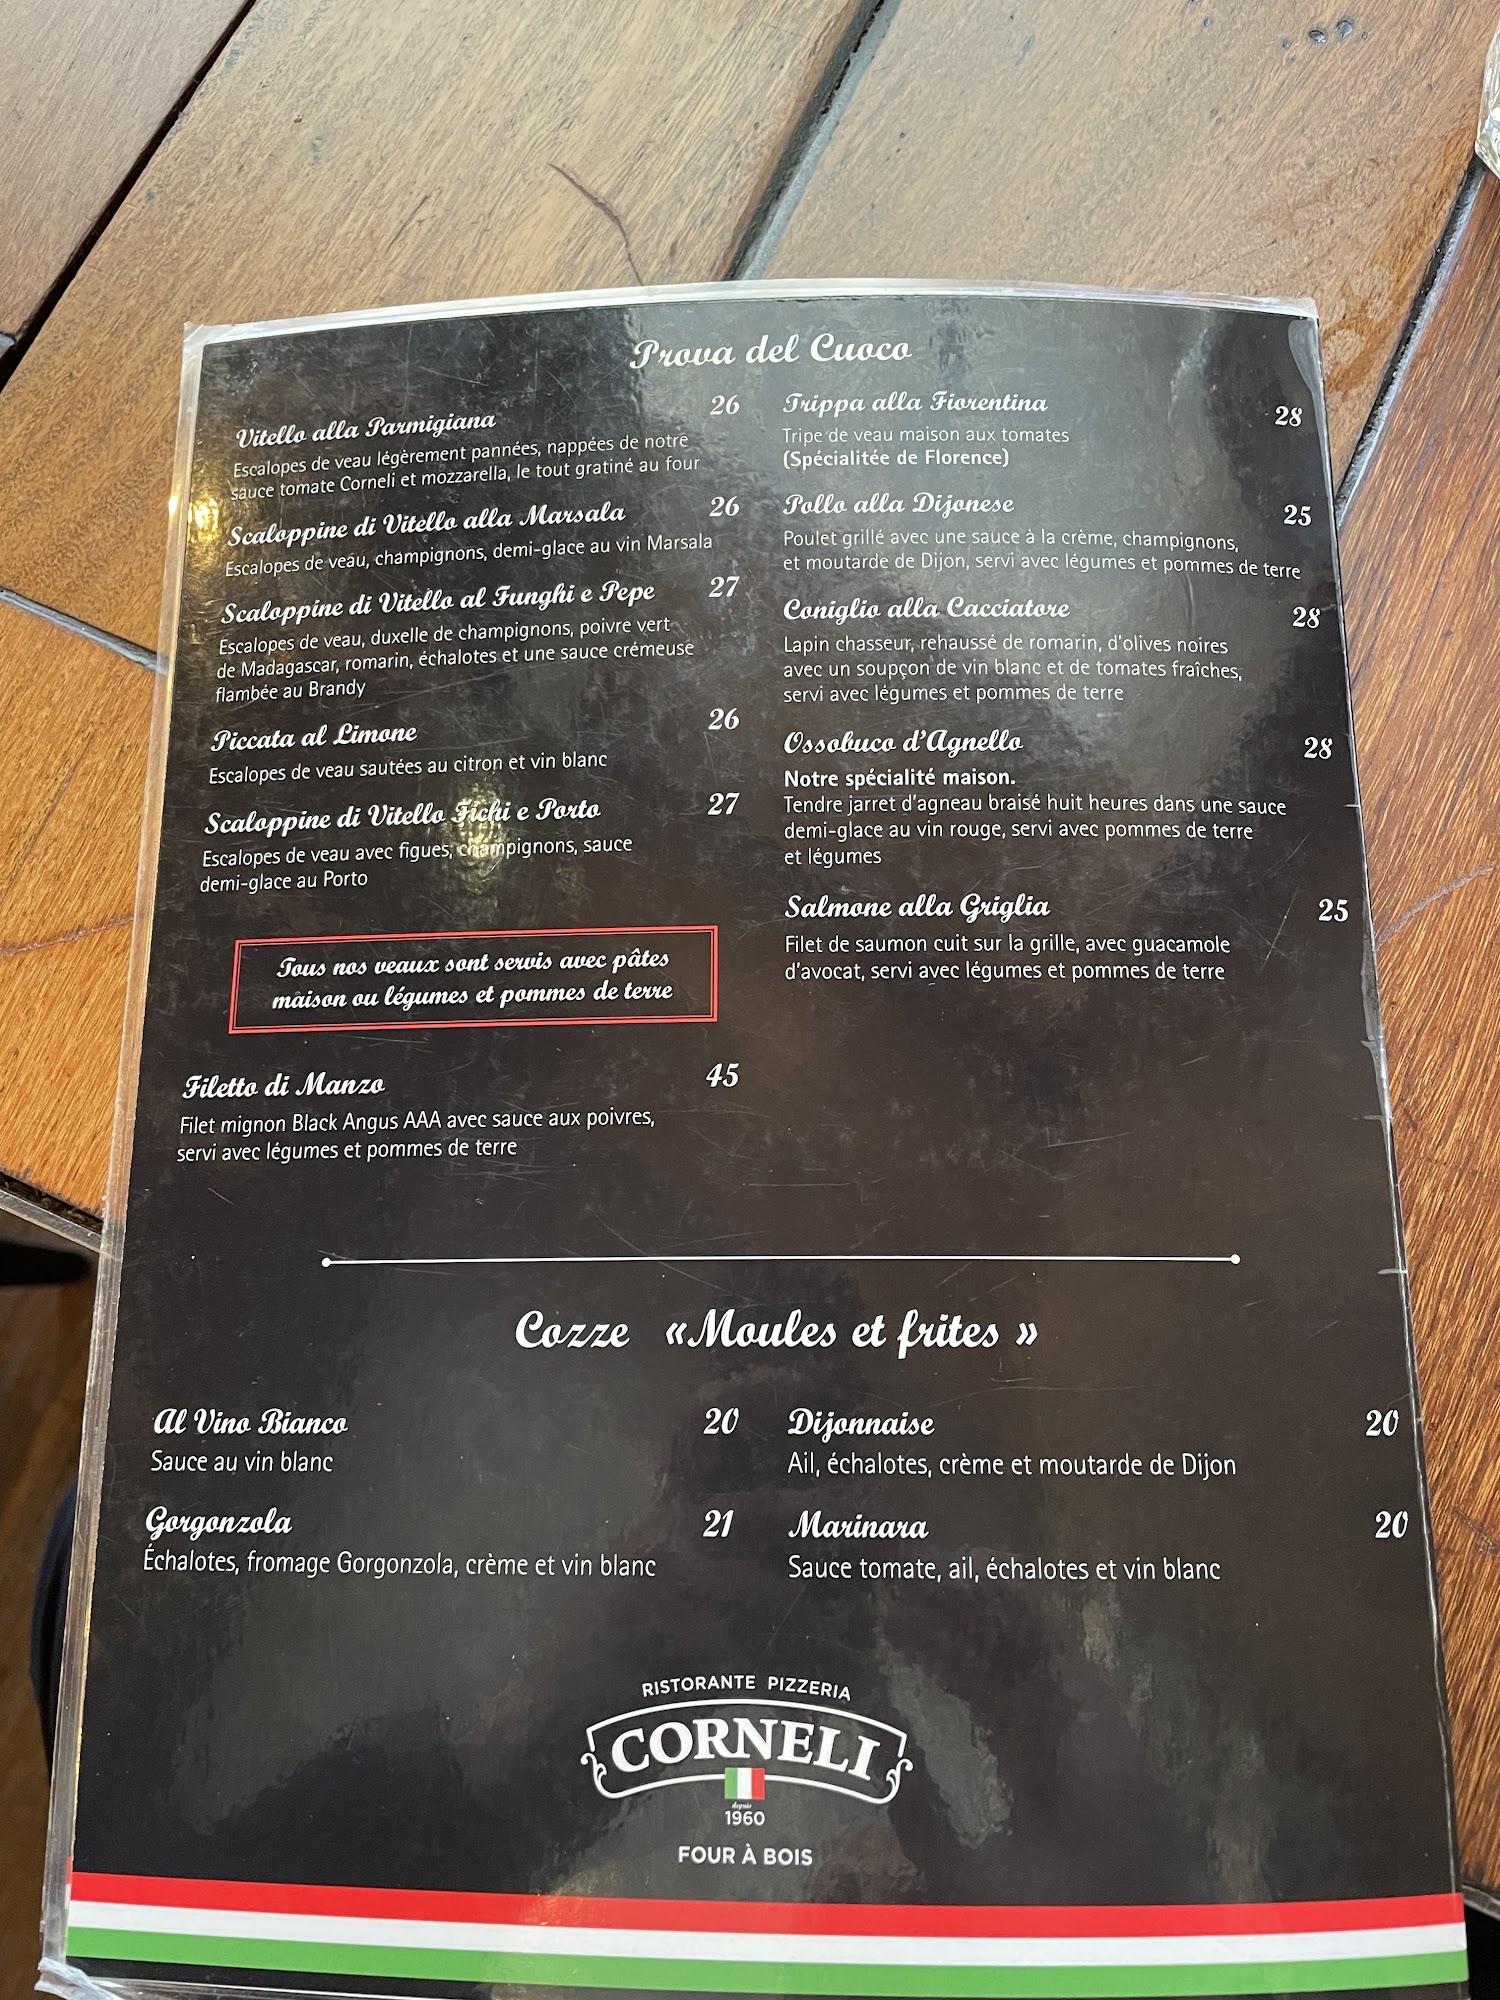 Prova del Cuoco
Vitello alla Parmigiana 26
Escalopes de veau légèrement pannées, nappées de notre
sauce tomate Corneli et mozzarella, le tout gratiné au four
Scaloppine di Vitello alla Marsala 26
Escalopes de veau, champignons, demi-glace au vin Marsala
Scaloppine di Vitello al Funghi e Pepe 27
Escalopes de veau, duxelle de champignons, poivre vert
de Madagascar, romarin, échalotes et une sauce crémeuse
flambée au Brandy
Piccata al Limone 26
Escalopes de veau sautées au citron et vin blanc
Scaloppine di Vitello Fichi e Porto 27
Escalopes de veau avec figues, champignons, sauce
demi-glace au Porto
Tous nos veaux sont servis avec pâtes
maison ou légumes et pommes de terre
Filetto di Manzo 45
Filet mignon Black Angus AAA avec sauce aux poivres,
servi avec légumes et pommes de terre
Trippa alla Fiorentina 28
Tripe de veau maison aux tomates
(Spécialitée de Florence)
Pollo alla Dijonese 25
Poulet grillé avec une sauce à la crème, champignons,
et moutarde de Dijon, servi avec légumes et pommes de terre
Coniglio alla Cacciatore 28
Lapin chasseur, rehaussé de romarin, d'olives noires
avec un soupçon de vin blanc et de tomates fraîches,
servi avec légumes et pommes de terre
Ossobuco d'Agnello 28
Notre spécialité maison.
Tendre jarret d'agneau braisé huit heures dans une sauce
demi-glace au vin rouge, servi avec pommes de terre
et légumes
Salmone alla Griglia 25
Filet de saumon cuit sur la grille, avec guacamole
d'avocat, servi avec légumes et pommes de terre
Cozze «Moules et frites »
Al Vino Bianco 20
Sauce au vin blanc
Gorgonzola 21
Échalotes, fromage Gorgonzola, crème et vin blanc
Dijonnaise 20
Ail, échalotes, crème et moutarde de Dijon
Marinara 20
Sauce tomate, ail, échalotes et vin blanc
RISTORANTE PIZZERIA
CORNELI
depuis
1960
FOUR À BOIS